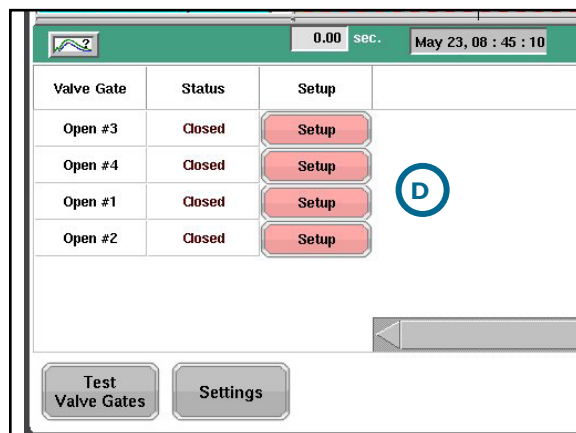 ?
0.00 sec. May 23, 08 : 45 : 10
Valve Gate Status Setup
Open #3 Closed Setup
Open #4 Closed Setup
Open #1 Closed Setup
Open #2 Closed Setup
D
Test
Valve Gates
Settings